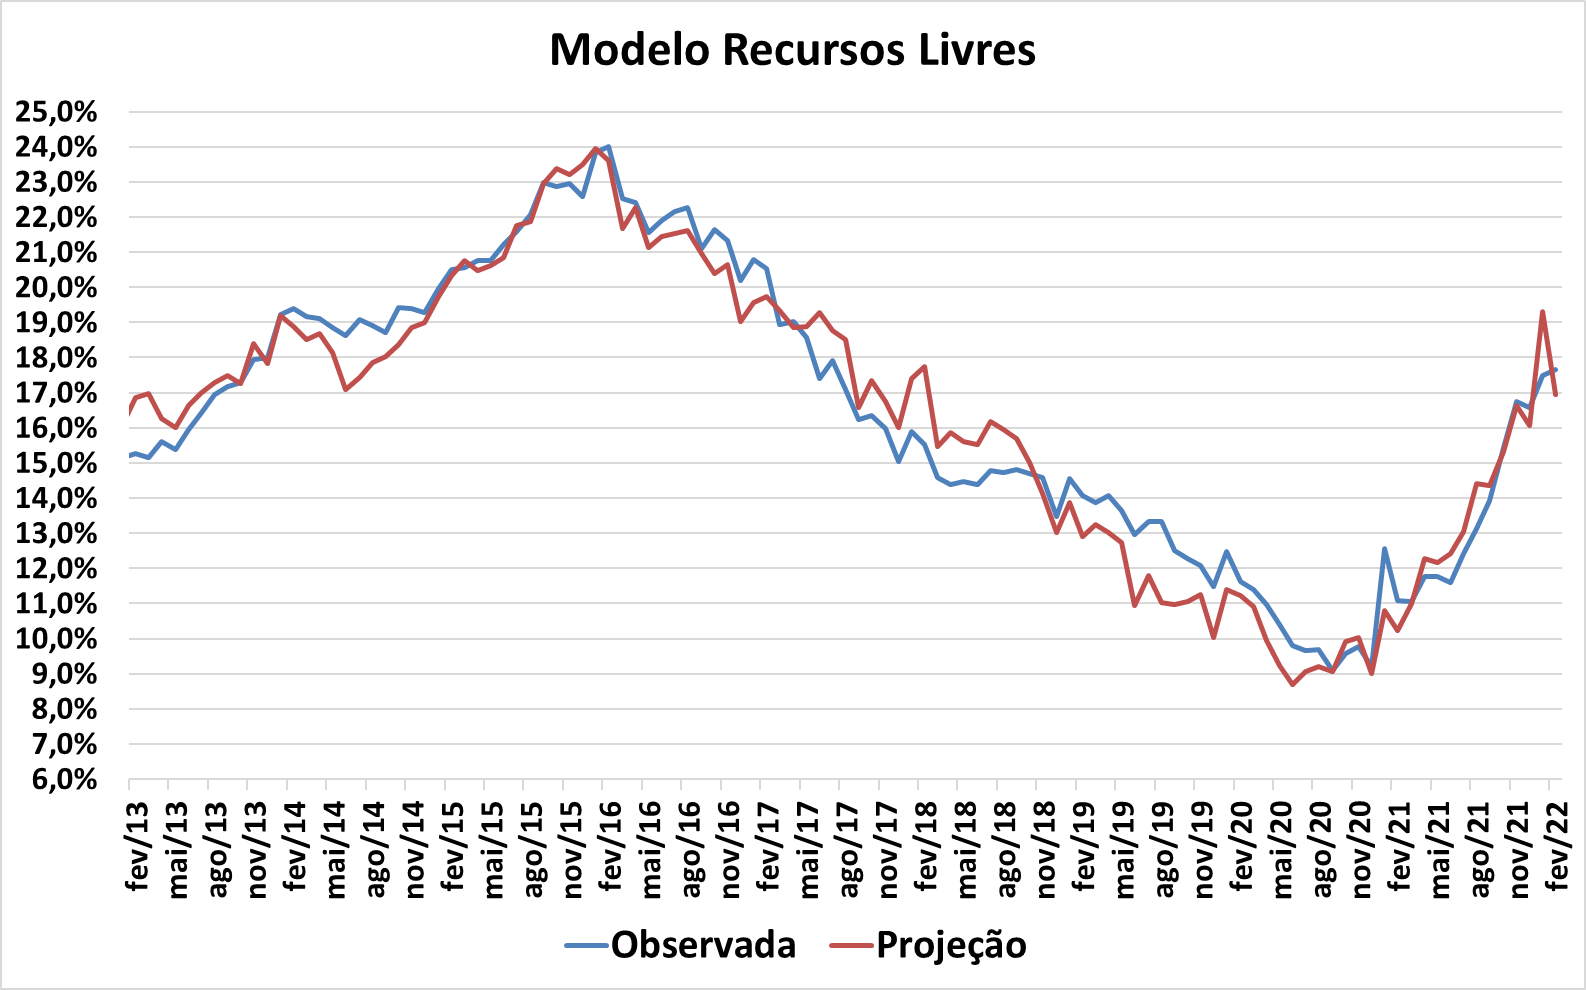 Modelo Recursos Livres
25,0%
24,0%
23,0%
22,0%
21,0%
20,0%
19,0%
18,0%
17,0%
16,0%
15,0%
14,0%
13,0%
12,0%
11,0%
10,0%
9,0%
8,0%
7,0%
6,0%
fev/13
mai/13
ago/13
nov/13
fev/14
mai/14
ago/14
nov/14
fev/15
mai/15
ago/15
nov/15
fev/16
mai/16
ago/16
nov/16
fev/17
mai/17
ago/17
nov/17
fev/18
mai/18
ago/18
nov/18
fev/19
mai/19
ago/19
nov/19
fev/20
mai/20
ago/20
nov/20
fev/21
mai/21
ago/21
nov/21
fev/22
Observada
Projeção